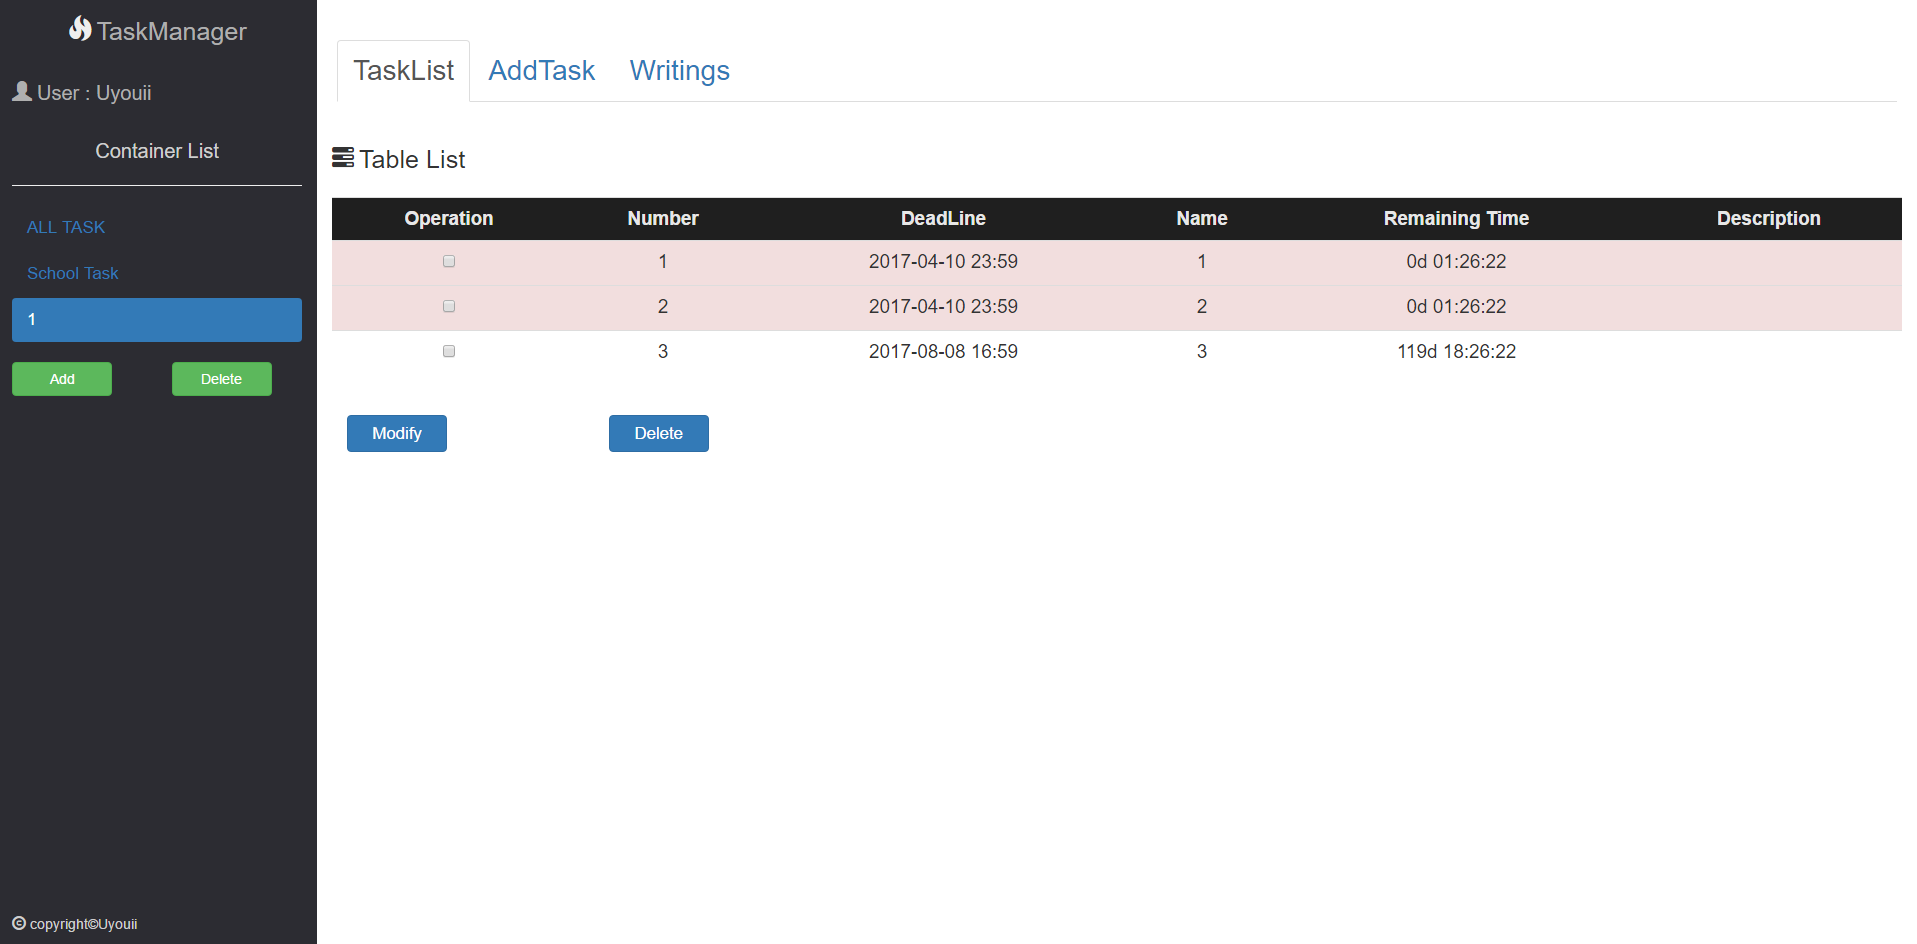 TaskManager
User : Uyouii
Container List
ALL TASK
School Task
1
Add Delete
copyright©Uyouii
TaskList AddTask Writings
Table List
Operation Number DeadLine Name Remaining Time Description
1 2017-04-10 23:59 1 0d 01:26:22
2 2017-04-10 23:59 2 0d 01:26:22
3 2017-08-08 16:59 3 119d 18:26:22
Modify Delete